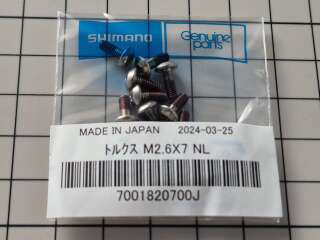 SHIMANO
Genuine
parts
MADE IN JAPAN 2024-03-25
トルクス M2.6X7 NL
7001820700J